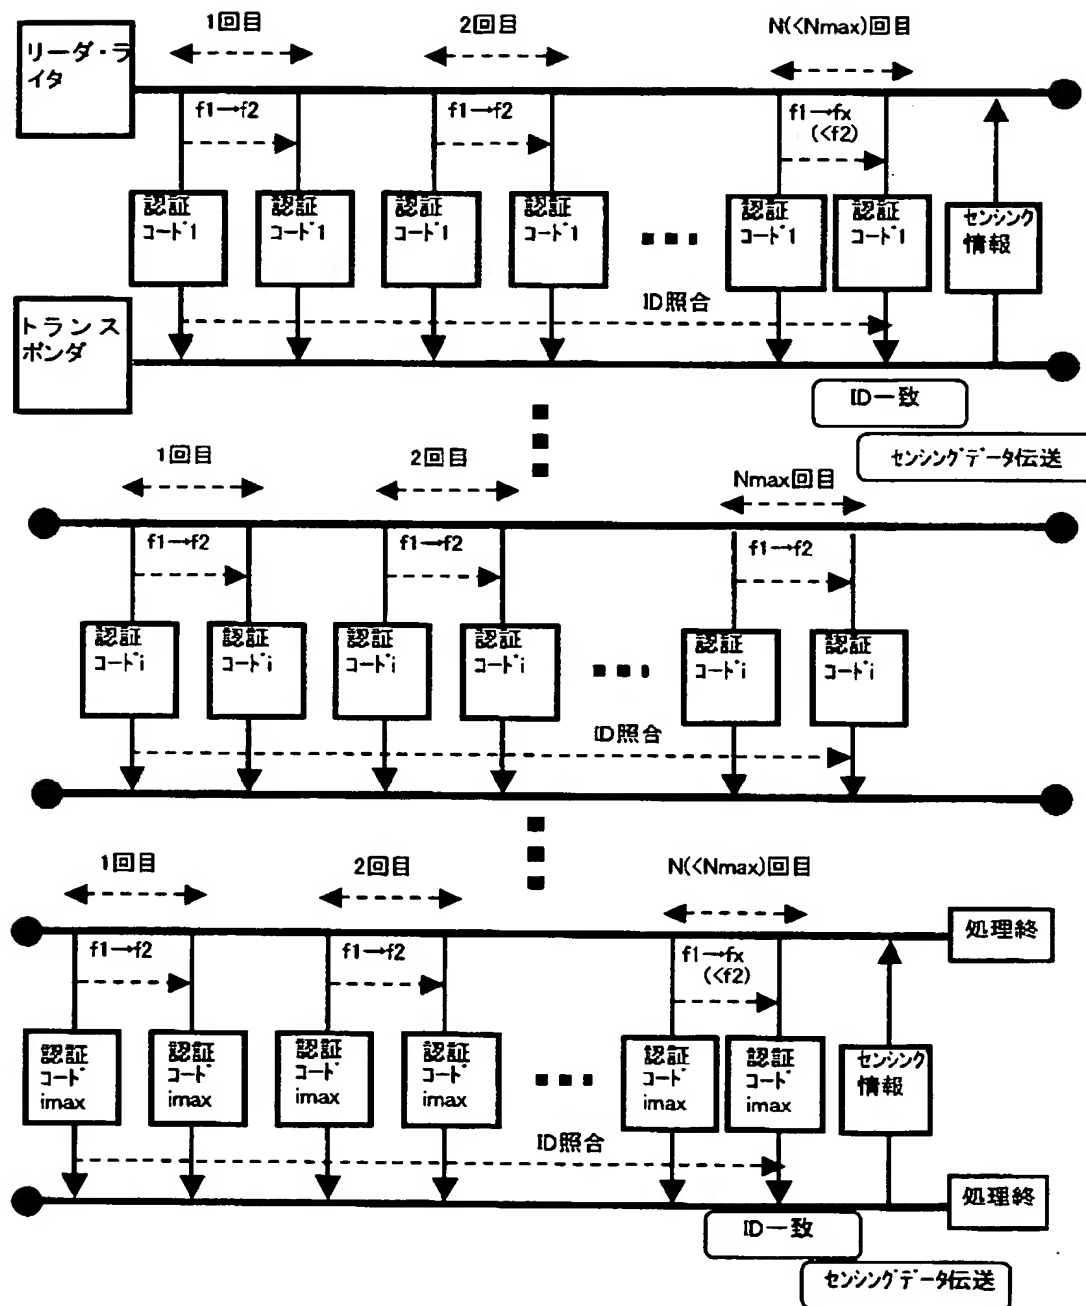 1回目
2回目
N(<Nmax)回目
リーダ・ラ
イタ
f1→f2
f1→f2
f1→fx
(<f2)
認証
コード1
認証
コード1
認証
コード1
認証
コード1
認証
コード1
認証
コード1
センシング
情報
ID照合
トランス
ポンダ
ID一致
センシングデータ伝送
1回目
2回目
Nmax回目
f1→f2
f1→f2
f1→f2
認証
コードi
認証
コードi
認証
コードi
認証
コードi
認証
コードi
認証
コードi
ID照合
1回目
2回目
N(<Nmax)回目
処理終
f1→f2
f1→f2
f1→fx
(<f2)
認証
コード
imax
認証
コード
imax
認証
コード
imax
認証
コード
imax
認証
コード
imax
認証
コード
imax
センシング
情報
ID照合
処理終
ID一致
センシングデータ伝送